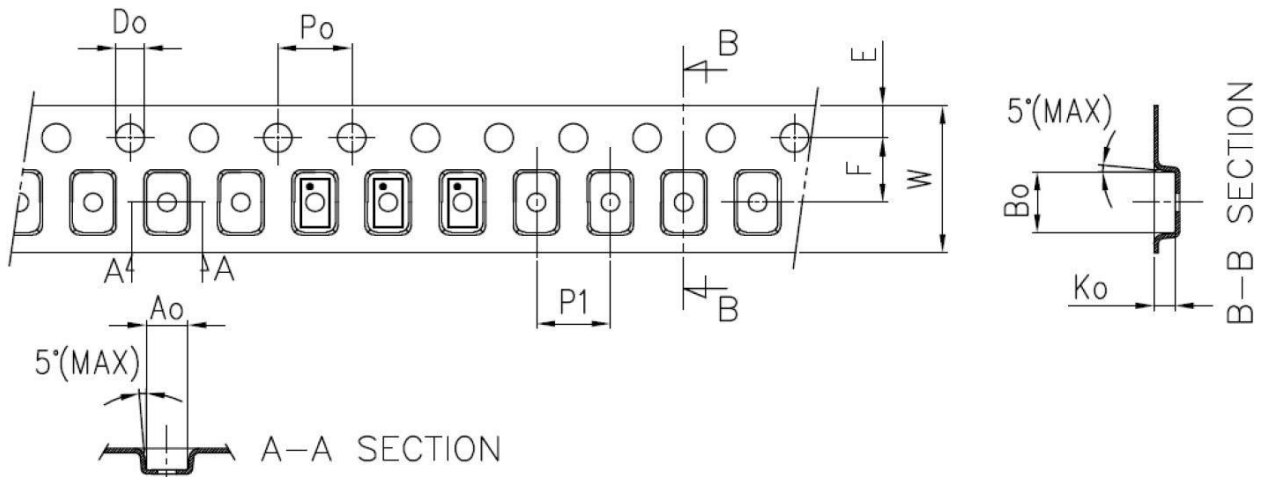 Do
Po
B
E
5°(MAX)
F
W
Bo
B-B SECTION
A
A
P1
B
Ko
Ao
5°(MAX)
A-A SECTION